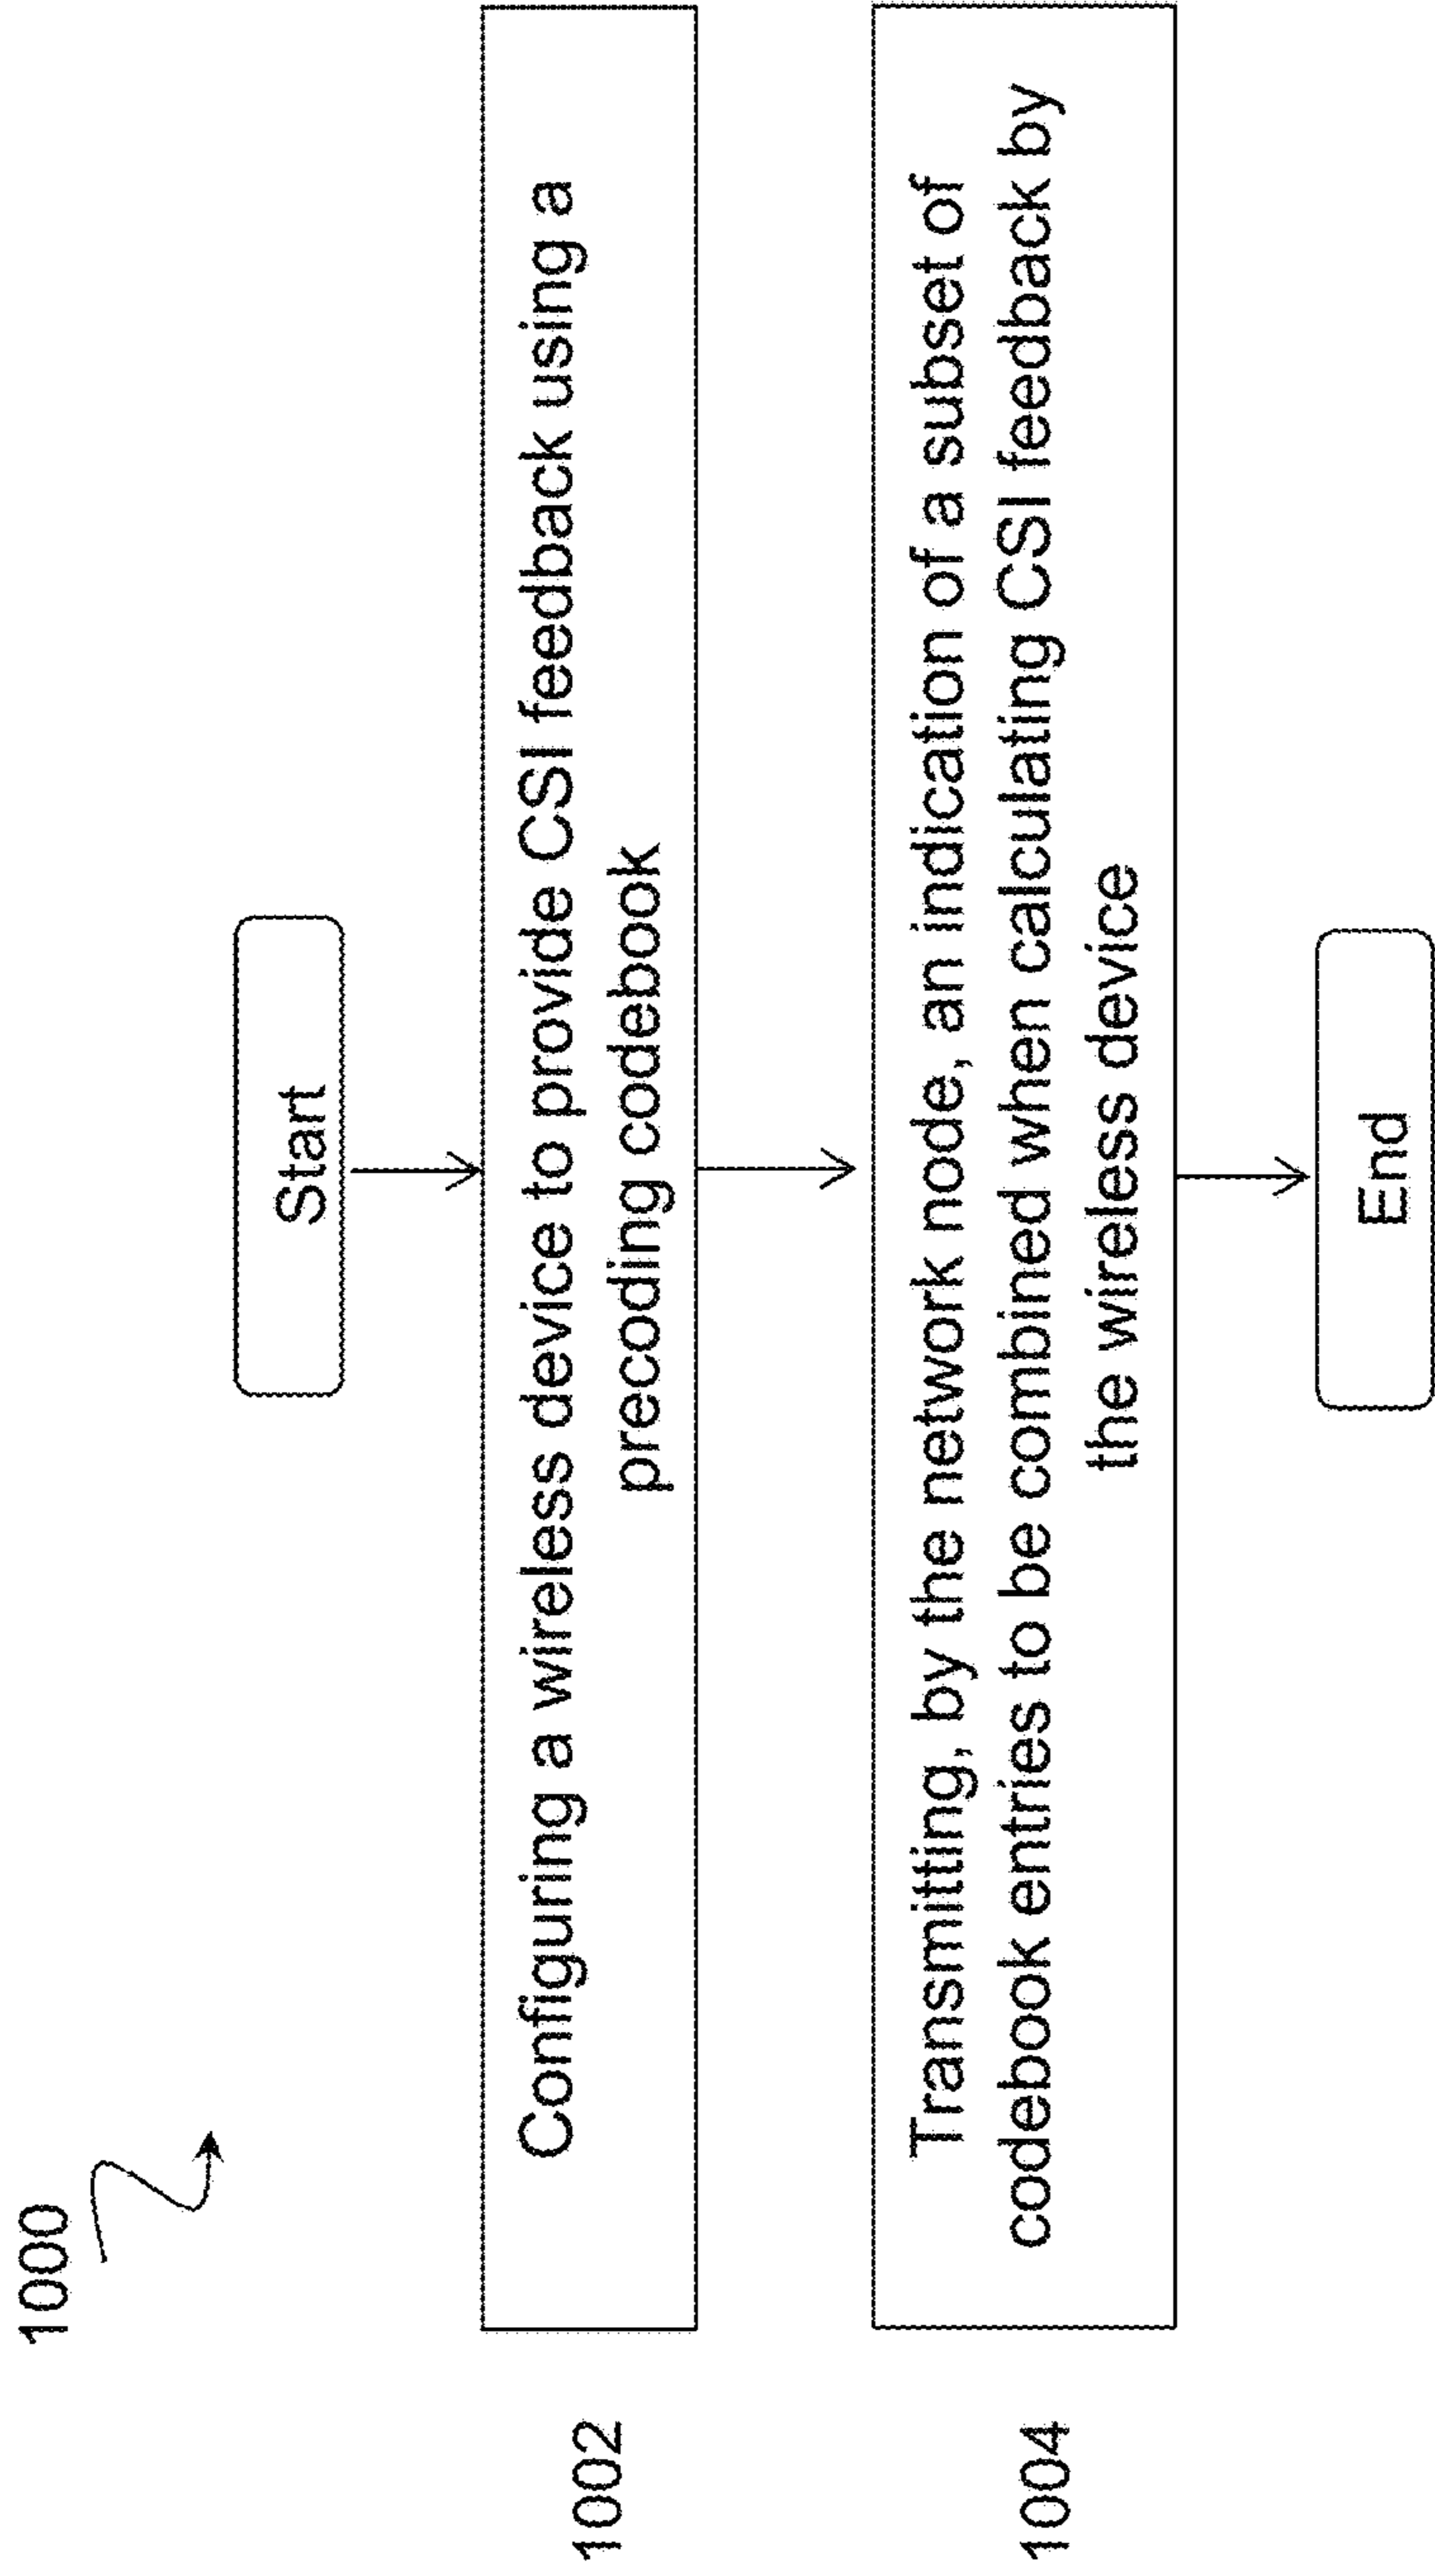 1000
Start
1002
Configuring a wireless device to provide CSI feedback using a
precoding codebook
1004
Transmitting, by the network node, an indication of a subset of
codebook entries to be combined when calculating CSI feedback by
the wireless device
End